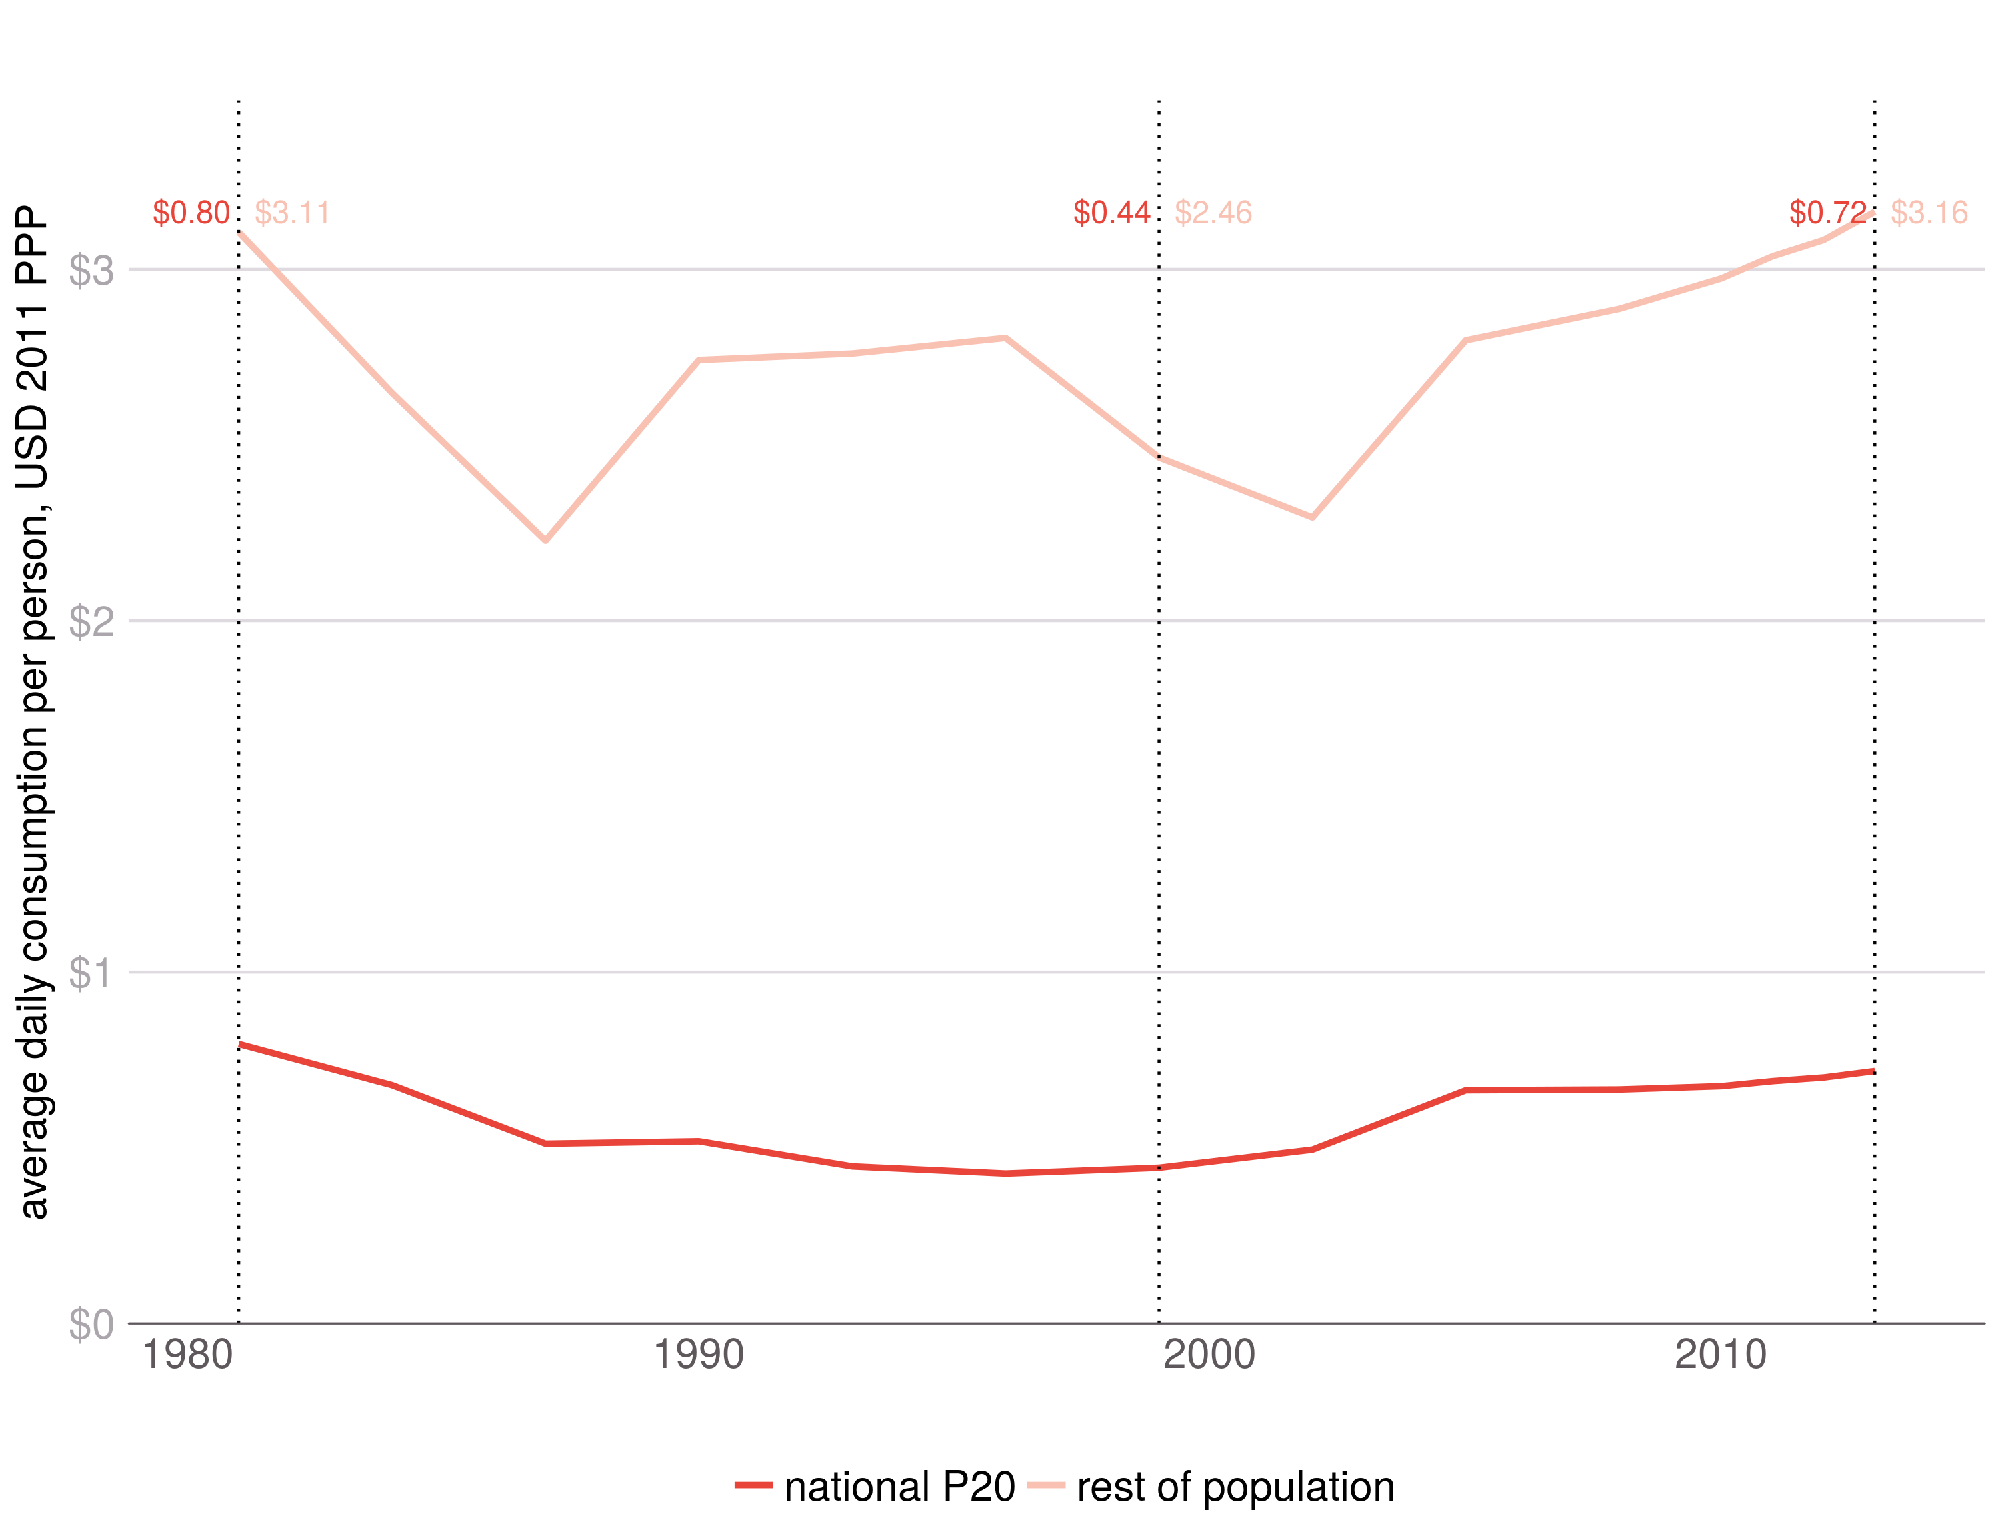 $0.80 $3.11 $0.44 $2.46 $0.72 $3.16
average daily consumption per person, USD 2011 PPP
$3
$2
$1
$0
1980 1990 2000 2010
national P20 rest of population